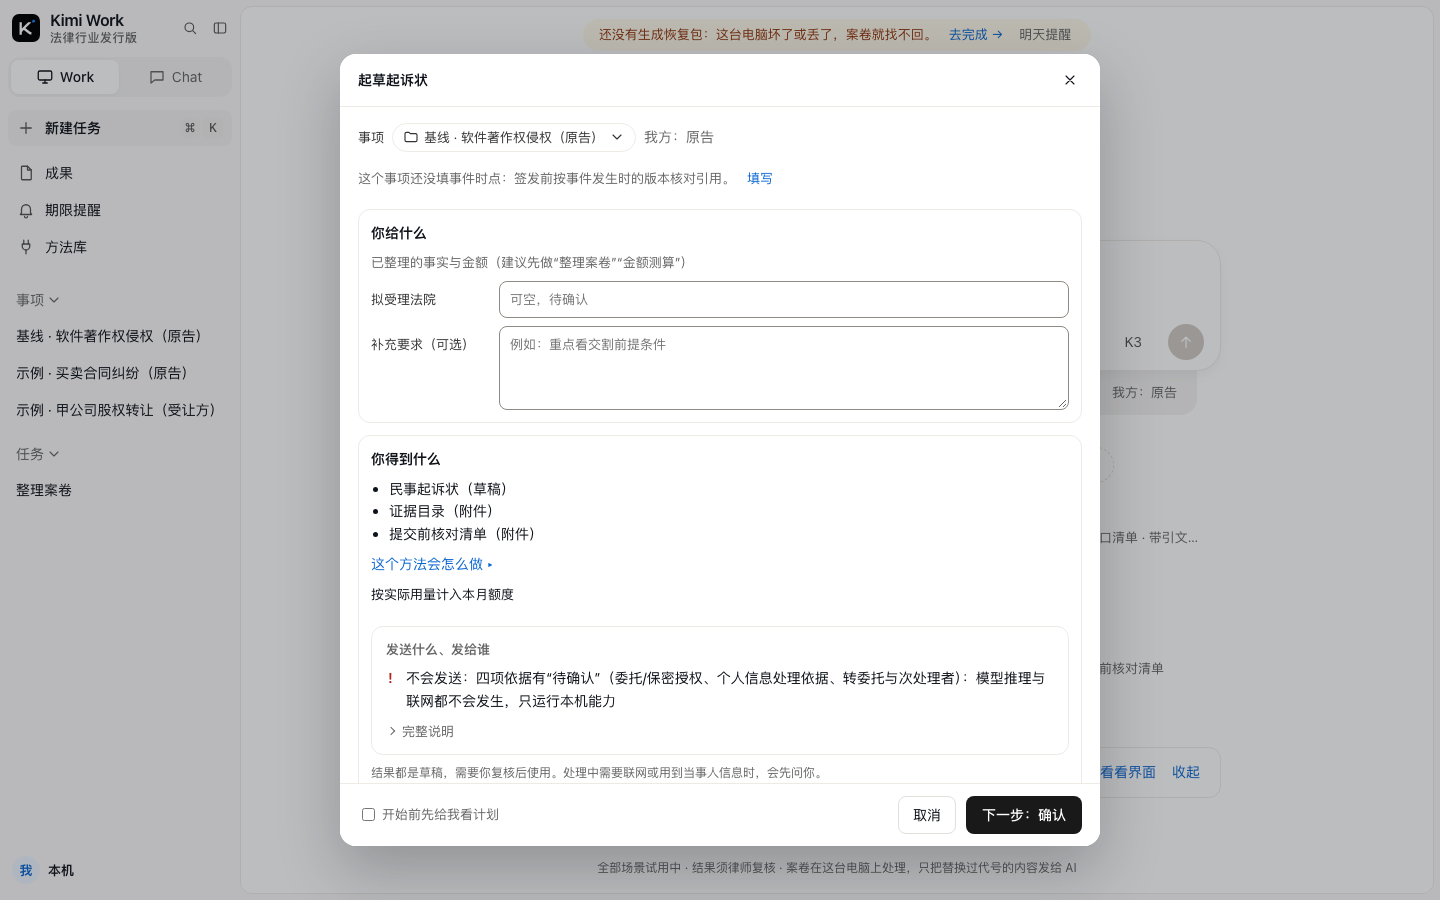 Kimi Work
法律行业发行版
Work
Chat
新建任务
⌘ K
成果
期限提醒
方法库
事项
基线 · 软件著作权侵权（原告）
示例 · 买卖合同纠纷（原告）
示例 · 甲公司股权转让（受让方）
任务
整理案卷
我 本机
还没有生成恢复包：这台电脑坏了或丢了，案卷就找不回。 去完成 → 明天提醒
起草起诉状
事项 基线 · 软件著作权侵权（原告） 我方：原告
这个事项还没填事件时点：签发前按事件发生时的版本核对引用。 填写
你给什么
已整理的事实与金额（建议先做“整理案卷”“金额测算”）
拟受理法院 可空，待确认
补充要求（可选） 例如：重点看交割前提条件
你得到什么
• 民事起诉状（草稿）
• 证据目录（附件）
• 提交前核对清单（附件）
这个方法会怎么做 ▸
按实际用量计入本月额度
发送什么、发给谁
! 不会发送：四项依据有“待确认”（委托/保密授权、个人信息处理依据、转委托与次处理者）：模型推理与
联网都不会发生，只运行本机能力
完整说明
结果都是草稿，需要你复核后使用。处理中需要联网或用到当事人信息时，会先问你。
开始前先给我看计划
取消
下一步：确认
K3
我方：原告
口清单 · 带引文...
前核对清单
看看界面 收起
全部场景试用中 · 结果须律师复核 · 案卷在这台电脑上处理，只把替换过代号的内容发给 AI